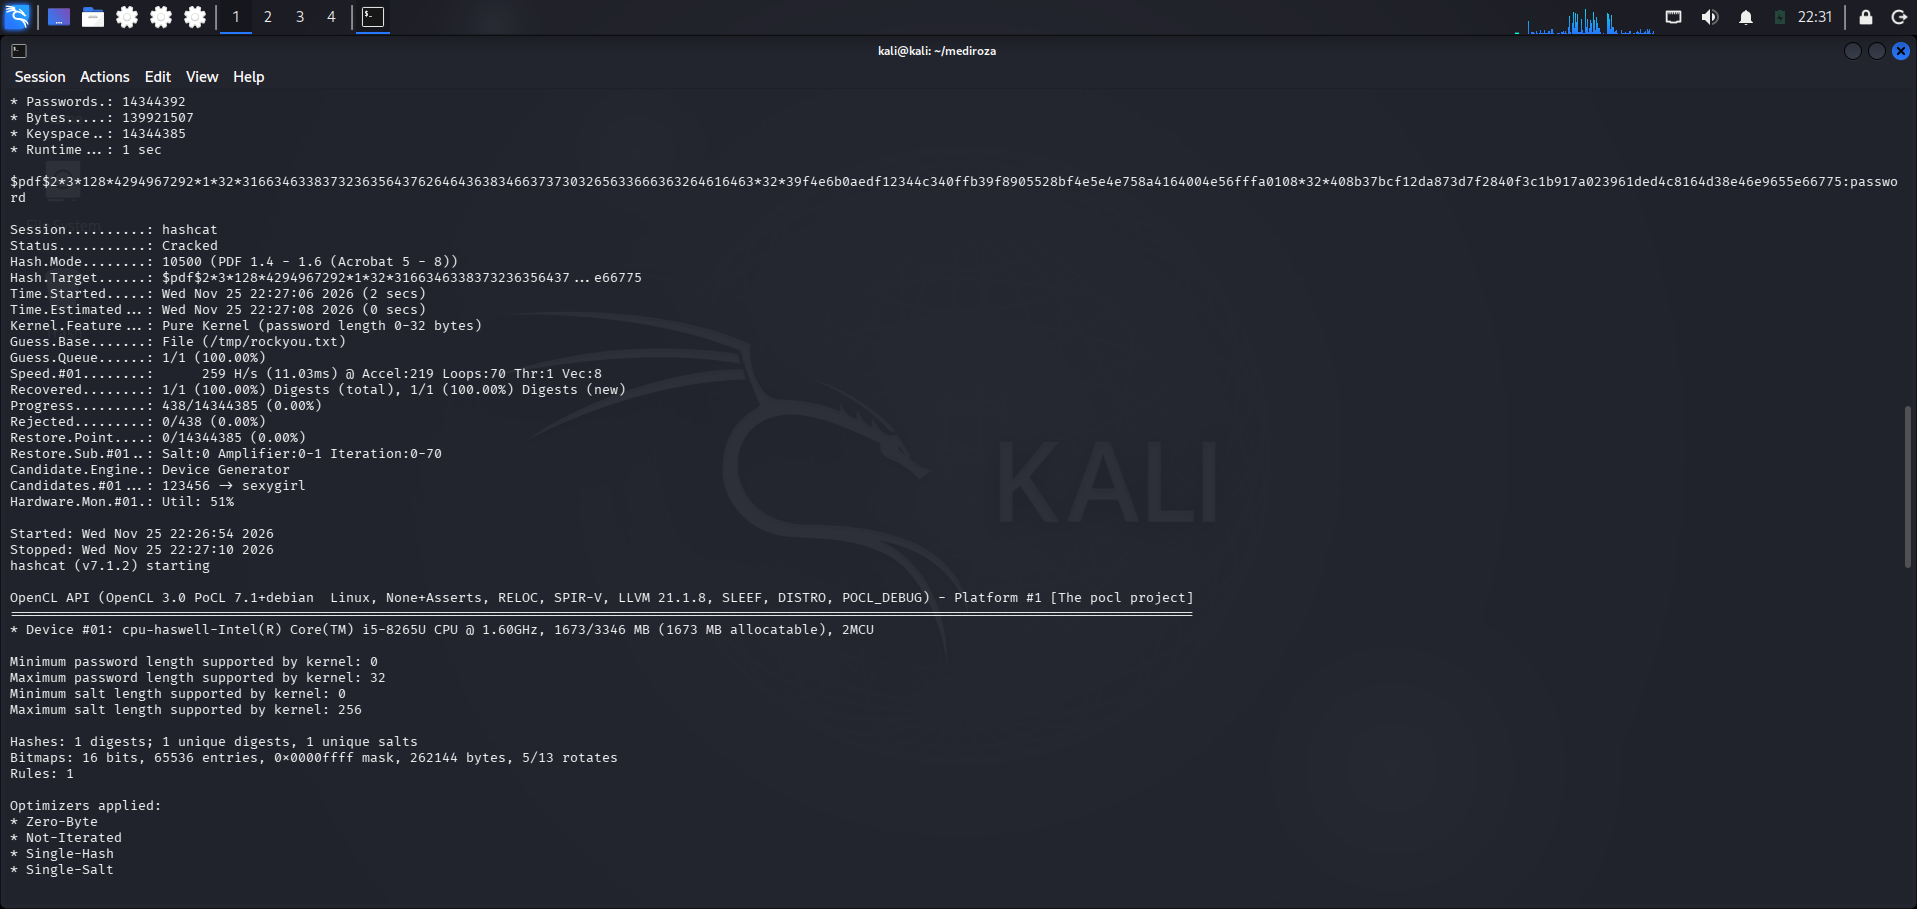 1 2 3 4 22:31
kali@kali: ~/mediroza
Session Actions Edit View Help
* Passwords.: 14344392
* Bytes.....: 139921507
* Keyspace..: 14344385
* Runtime...: 1 sec
$pdf$2*3*128*4294967292*1*32*3166346338373236356437626464363834663737303265633666363264616463*32*39f4e6b0aedf12344c340ffb39f8905528bf4e5e4e758a4164004e56fffa0108*32*408b37bcf12da873d7f2840f3c1b917a023961ded4c8164d38e46e9655e66775:passwo
rd
Session..........: hashcat
Status...........: Cracked
Hash.Mode........: 10500 (PDF 1.4 - 1.6 (Acrobat 5 - 8))
Hash.Target......: $pdf$2*3*128*4294967292*1*32*3166346338373236356437...e66775
Time.Started.....: Wed Nov 25 22:27:06 2026 (2 secs)
Time.Estimated...: Wed Nov 25 22:27:08 2026 (0 secs)
Kernel.Feature...: Pure Kernel (password length 0-32 bytes)
Guess.Base.......: File (/tmp/rockyou.txt)
Guess.Queue......: 1/1 (100.00%)
Speed.#01........:      259 H/s (11.03ms) @ Accel:219 Loops:70 Thr:1 Vec:8
Recovered........: 1/1 (100.00%) Digests (total), 1/1 (100.00%) Digests (new)
Progress.........: 438/14344385 (0.00%)
Rejected.........: 0/438 (0.00%)
Restore.Point....: 0/14344385 (0.00%)
Restore.Sub.#01..: Salt:0 Amplifier:0-1 Iteration:0-70
Candidate.Engine.: Device Generator
Candidates.#01...: 123456 -> sexygirl
Hardware.Mon.#01.: Util: 51%
KALI
Started: Wed Nov 25 22:26:54 2026
Stopped: Wed Nov 25 22:27:10 2026
hashcat (v7.1.2) starting
OpenCL API (OpenCL 3.0 PoCL 7.1+debian  Linux, None+Asserts, RELOC, SPIR-V, LLVM 21.1.8, SLEEF, DISTRO, POCL_DEBUG) - Platform #1 [The pocl project]
* Device #01: cpu-haswell-Intel(R) Core(TM) i5-8265U CPU @ 1.60GHz, 1673/3346 MB (1673 MB allocatable), 2MCU
Minimum password length supported by kernel: 0
Maximum password length supported by kernel: 32
Minimum salt length supported by kernel: 0
Maximum salt length supported by kernel: 256
Hashes: 1 digests; 1 unique digests, 1 unique salts
Bitmaps: 16 bits, 65536 entries, 0x0000ffff mask, 262144 bytes, 5/13 rotates
Rules: 1
Optimizers applied:
* Zero-Byte
* Not-Iterated
* Single-Hash
* Single-Salt